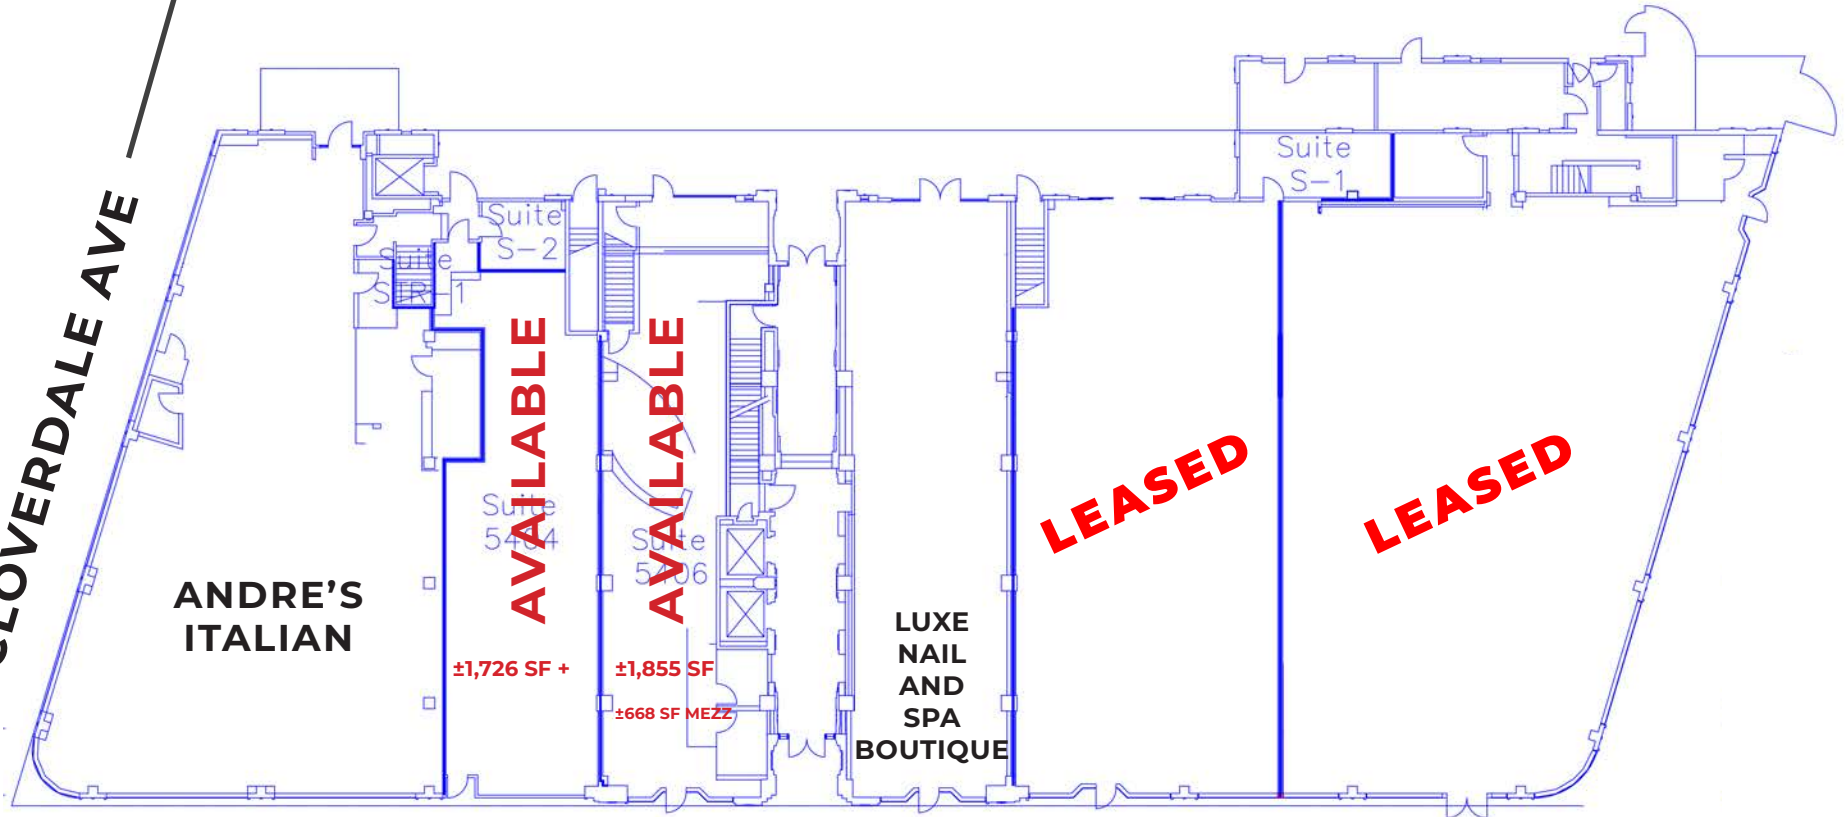 CLOVERDALE AVE
Suite
S-1
Suite
S-2
Suite
STR-1
AVAILABLE
AVAILABLE
Suite
5404
Suite
5406
LEASED
LEASED
ANDRE’S
ITALIAN
LUXE
NAIL
AND
SPA
BOUTIQUE
±1,726 SF +
±1,855 SF
±668 SF MEZZ